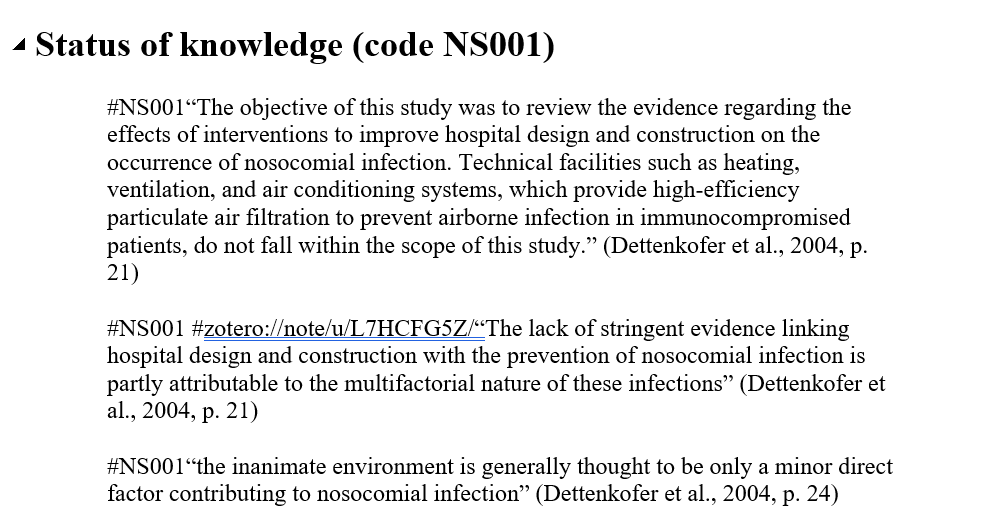 Status of knowledge (code NS001)
#NS001“The objective of this study was to review the evidence regarding the
effects of interventions to improve hospital design and construction on the
occurrence of nosocomial infection. Technical facilities such as heating,
ventilation, and air conditioning systems, which provide high-efficiency
particulate air filtration to prevent airborne infection in immunocompromised
patients, do not fall within the scope of this study.” (Dettenkofer et al., 2004, p.
21)
#NS001 #zotero://note/u/L7HCFG5Z/“The lack of stringent evidence linking
hospital design and construction with the prevention of nosocomial infection is
partly attributable to the multifactorial nature of these infections” (Dettenkofer et
al., 2004, p. 21)
#NS001“the inanimate environment is generally thought to be only a minor direct
factor contributing to nosocomial infection” (Dettenkofer et al., 2004, p. 24)